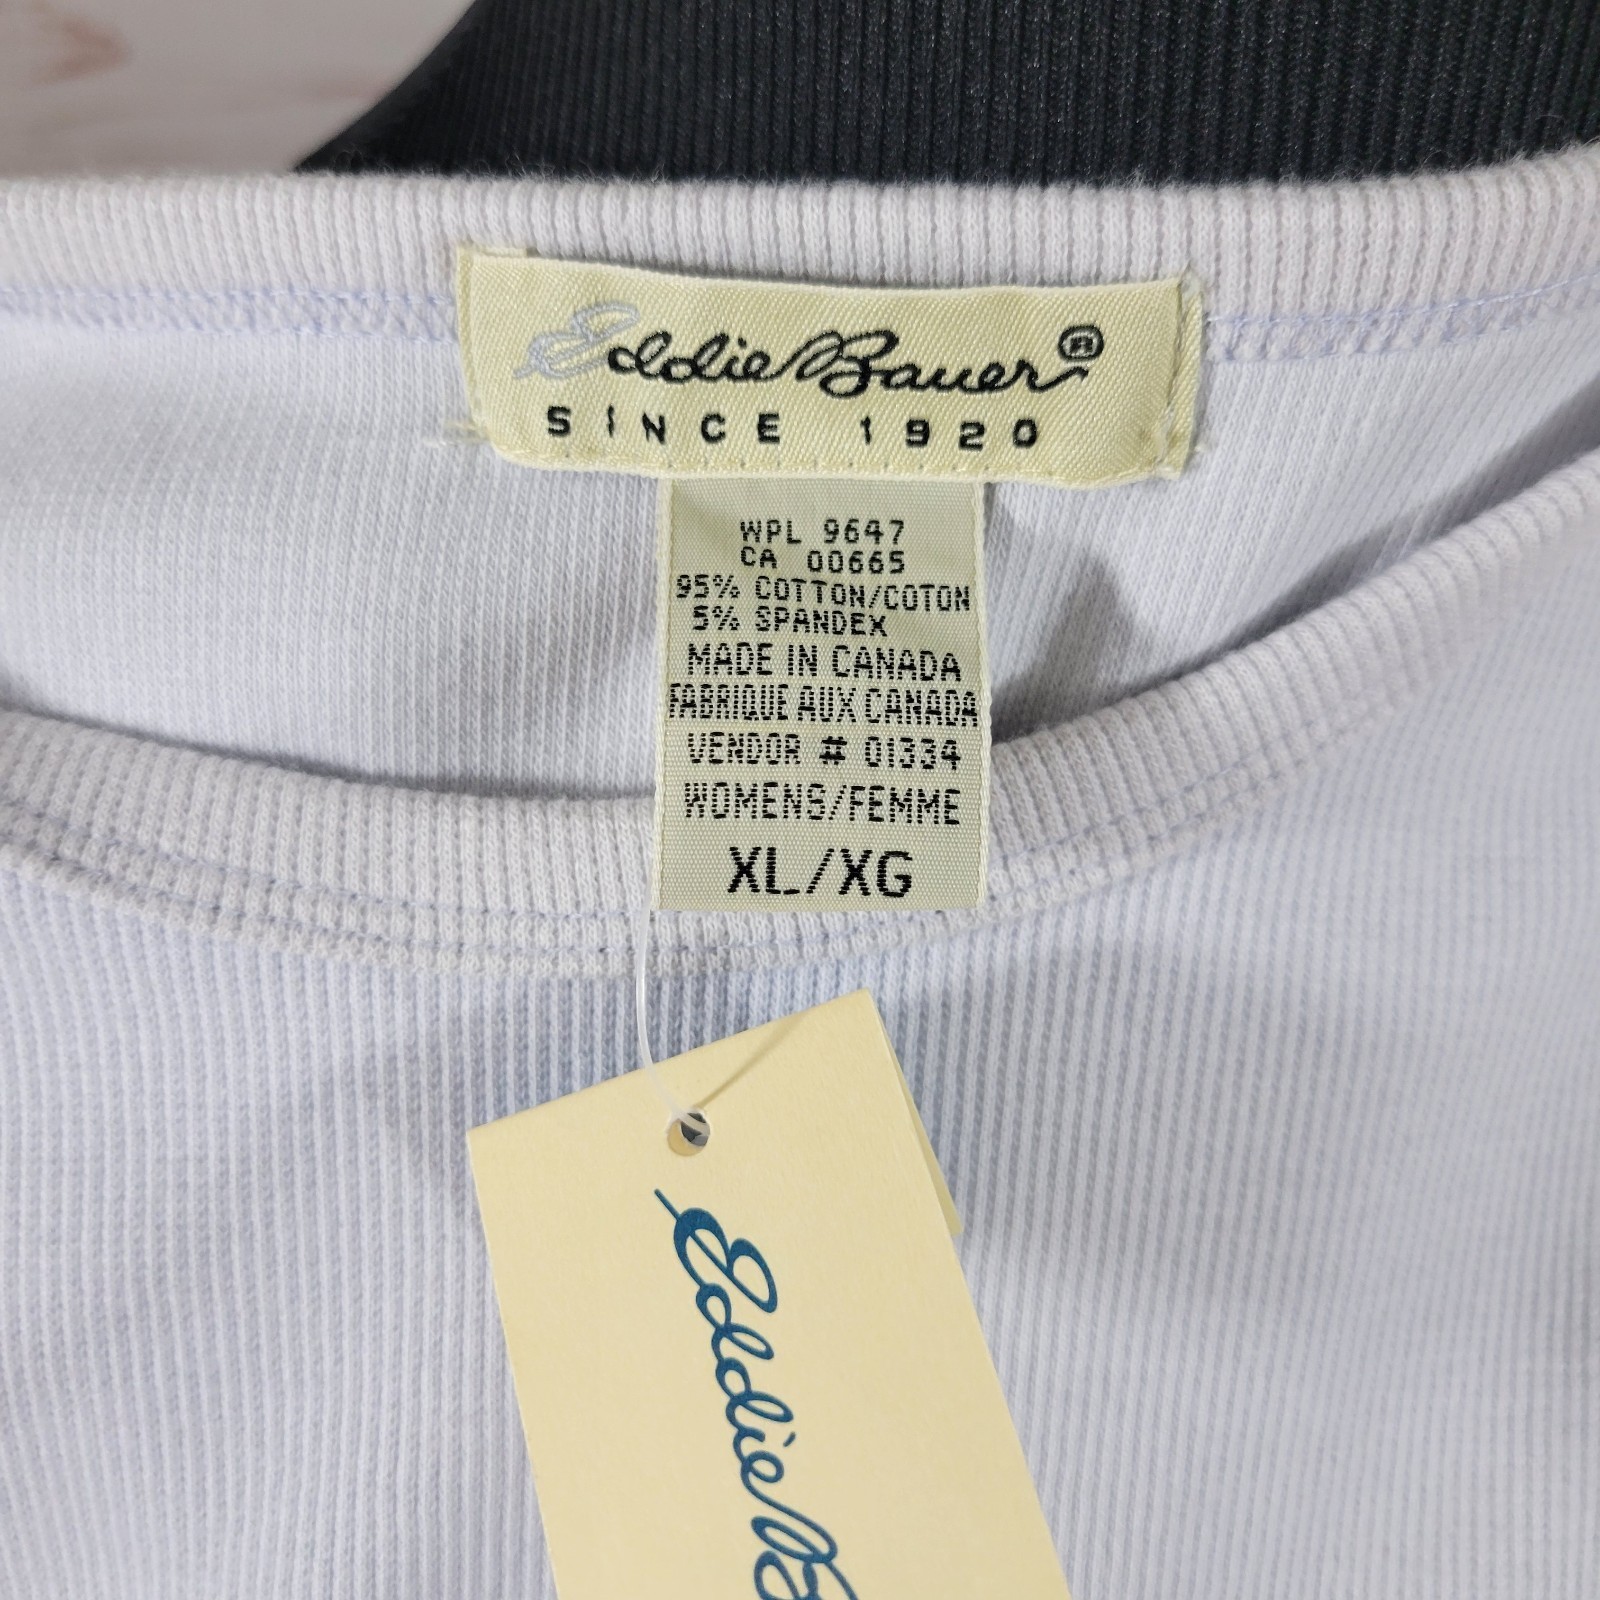 Eddie Bauer®
SINCE 1920
WPL 9647
CA 00665
95% COTTON/COTON
5% SPANDEX
MADE IN CANADA
FABRIQUE AUX CANADA
VENDOR # 01334
WOMENS/FEMME
XL/XG
Eddie B